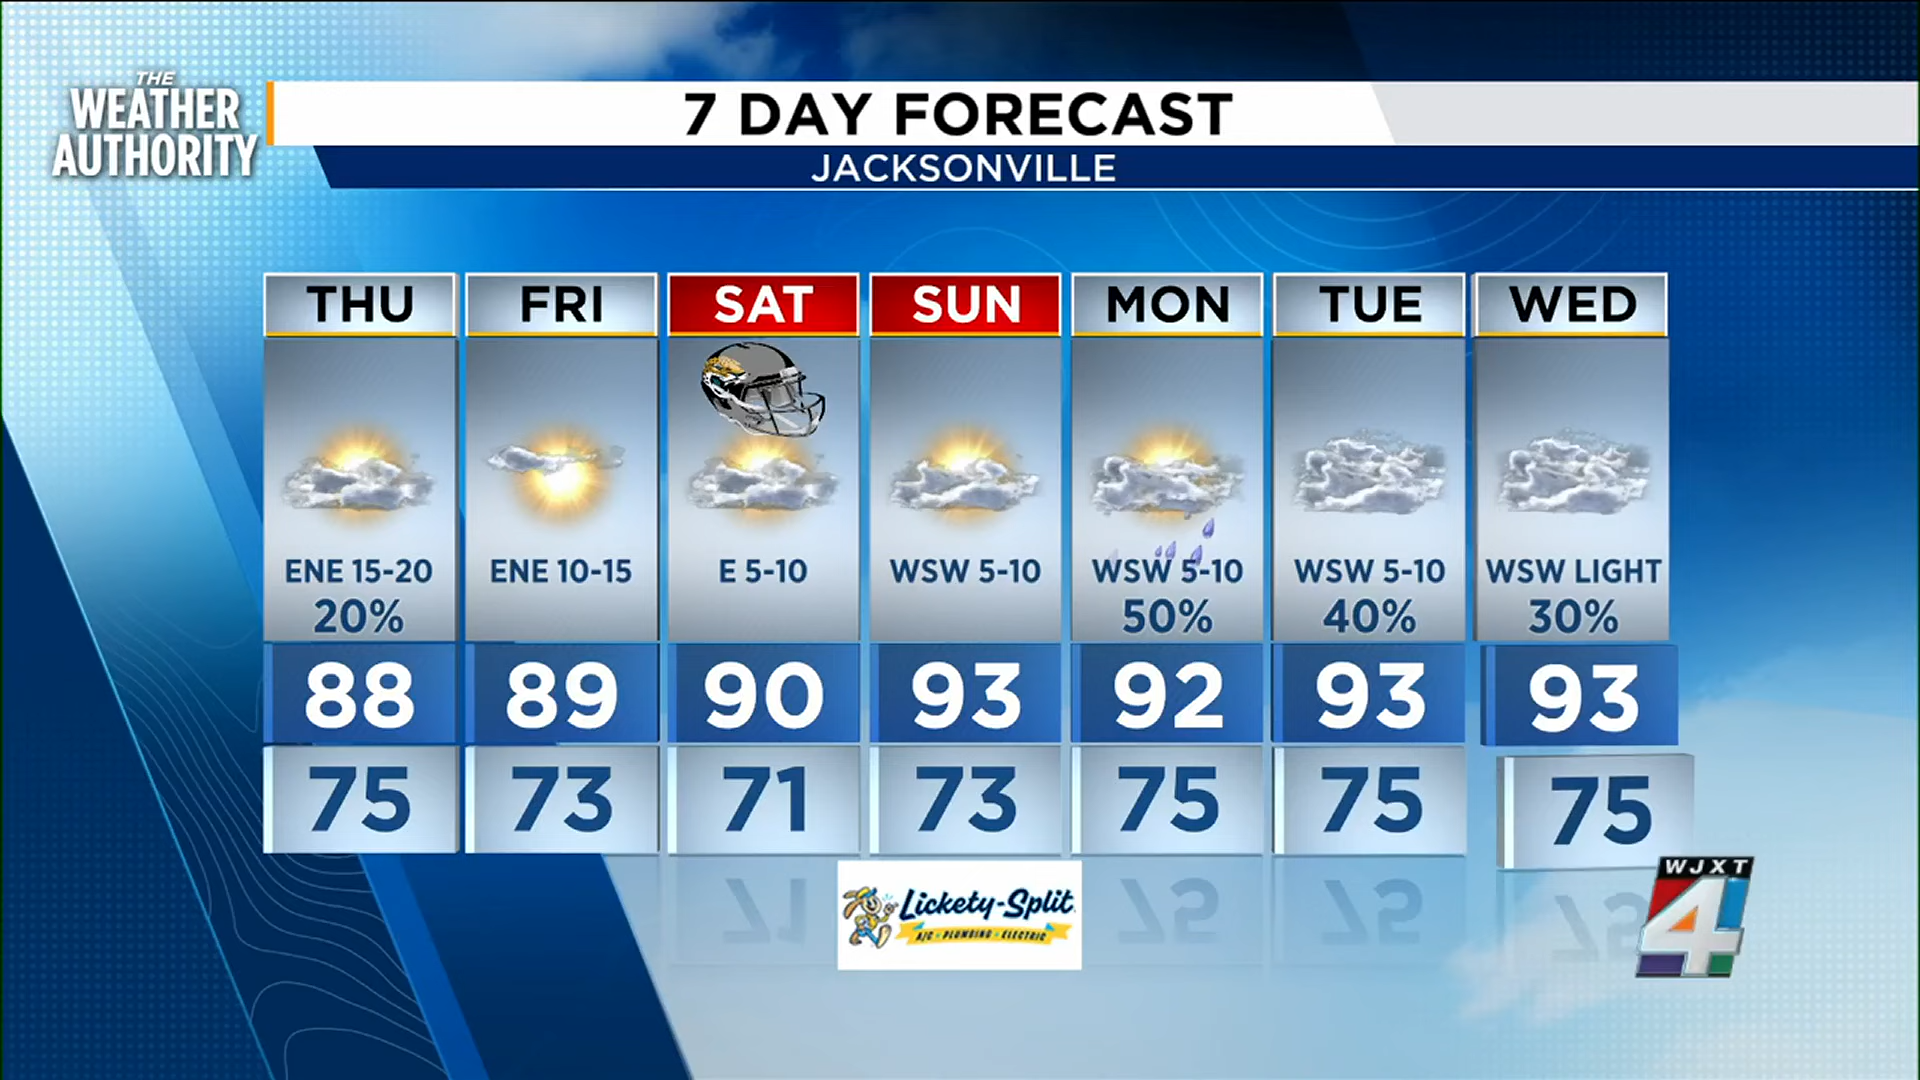 THE
WEATHER
AUTHORITY
7 DAY FORECAST
JACKSONVILLE
THU FRI SAT SUN MON TUE WED
ENE 15-20 ENE 10-15 E 5-10 WSW 5-10 WSW 5-10 WSW 5-10 WSW LIGHT
20% 50% 40% 30%
88 89 90 93 92 93 93
75 73 71 73 75 75 75
Lickety-Split
A/C • PLUMBING • ELECTRIC
WJXT
4